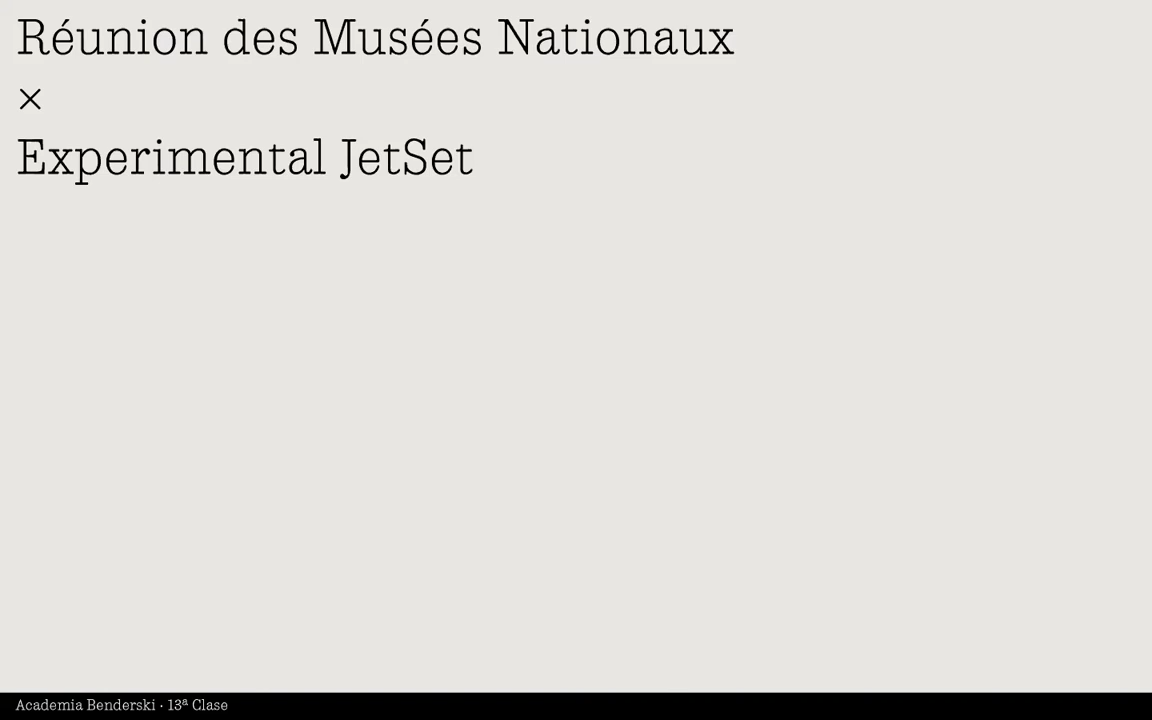 Réunion des Musées Nationaux
×
Experimental JetSet
Academia Benderski · 13ª Clase